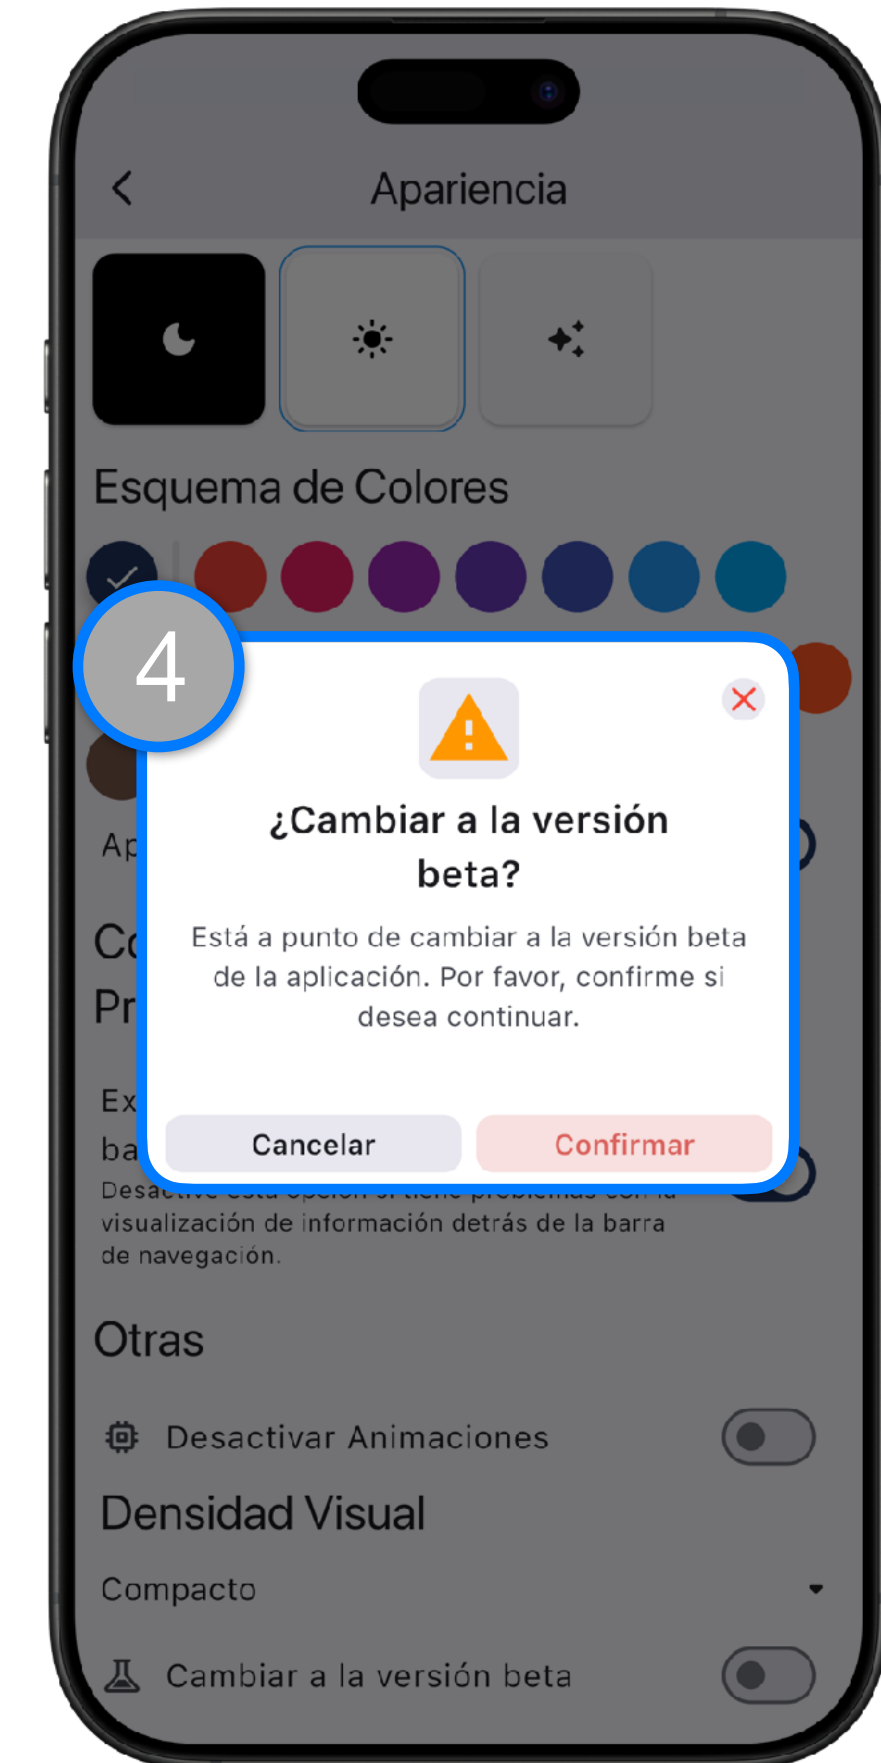 Apariencia
Esquema de Colores
4
¿Cambiar a la versión
beta?
Está a punto de cambiar a la versión beta
de la aplicación. Por favor, confirme si
desea continuar.
Cancelar
Confirmar
visualización de información detrás de la barra
de navegación.
Otras
Desactivar Animaciones
Densidad Visual
Compacto
Cambiar a la versión beta